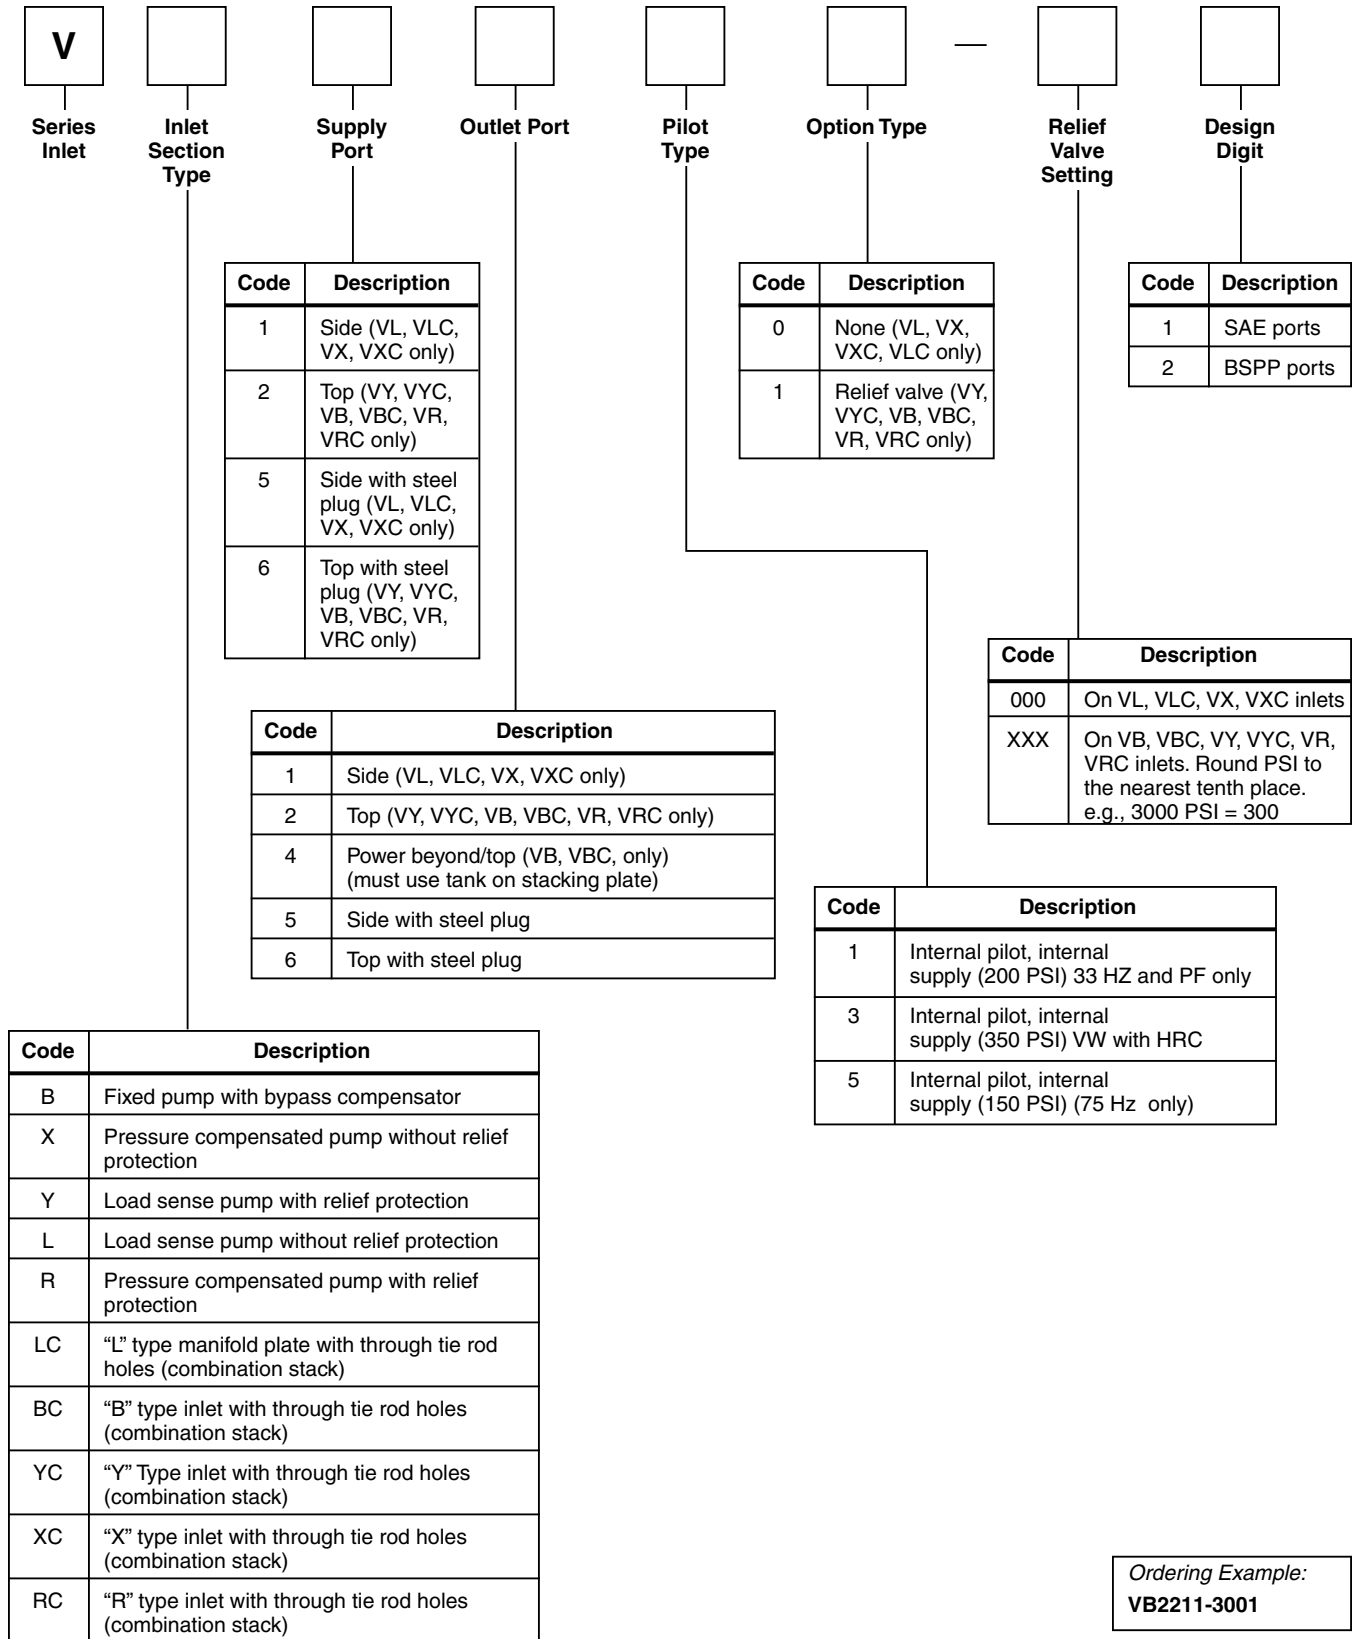 V
—
Series
Inlet
Inlet
Section
Type
Supply
Port
Outlet Port
Pilot
Type
Option Type
Relief
Valve
Setting
Design
Digit
Code Description
1 Side (VL, VLC,
VX, VXC only)
2 Top (VY, VYC,
VB, VBC, VR,
VRC only)
5 Side with steel
plug (VL, VLC,
VX, VXC only)
6 Top with steel
plug (VY, VYC,
VB, VBC, VR,
VRC only)
Code Description
0 None (VL, VX,
VXC, VLC only)
1 Relief valve (VY,
VYC, VB, VBC,
VR, VRC only)
Code Description
1 SAE ports
2 BSPP ports
Code Description
000 On VL, VLC, VX, VXC inlets
XXX On VB, VBC, VY, VYC, VR,
VRC inlets. Round PSI to
the nearest tenth place.
e.g., 3000 PSI = 300
Code Description
1 Side (VL, VLC, VX, VXC only)
2 Top (VY, VYC, VB, VBC, VR, VRC only)
4 Power beyond/top (VB, VBC, only)
(must use tank on stacking plate)
5 Side with steel plug
6 Top with steel plug
Code Description
1 Internal pilot, internal
supply (200 PSI) 33 HZ and PF only
3 Internal pilot, internal
supply (350 PSI) VW with HRC
5 Internal pilot, internal
supply (150 PSI) (75 Hz only)
Code Description
B Fixed pump with bypass compensator
X Pressure compensated pump without relief
protection
Y Load sense pump with relief protection
L Load sense pump without relief protection
R Pressure compensated pump with relief
protection
LC “L” type manifold plate with through tie rod
holes (combination stack)
BC “B” type inlet with through tie rod holes
(combination stack)
YC “Y” Type inlet with through tie rod holes
(combination stack)
XC “X” type inlet with through tie rod holes
(combination stack)
RC “R” type inlet with through tie rod holes
(combination stack)
Ordering Example:
VB2211-3001